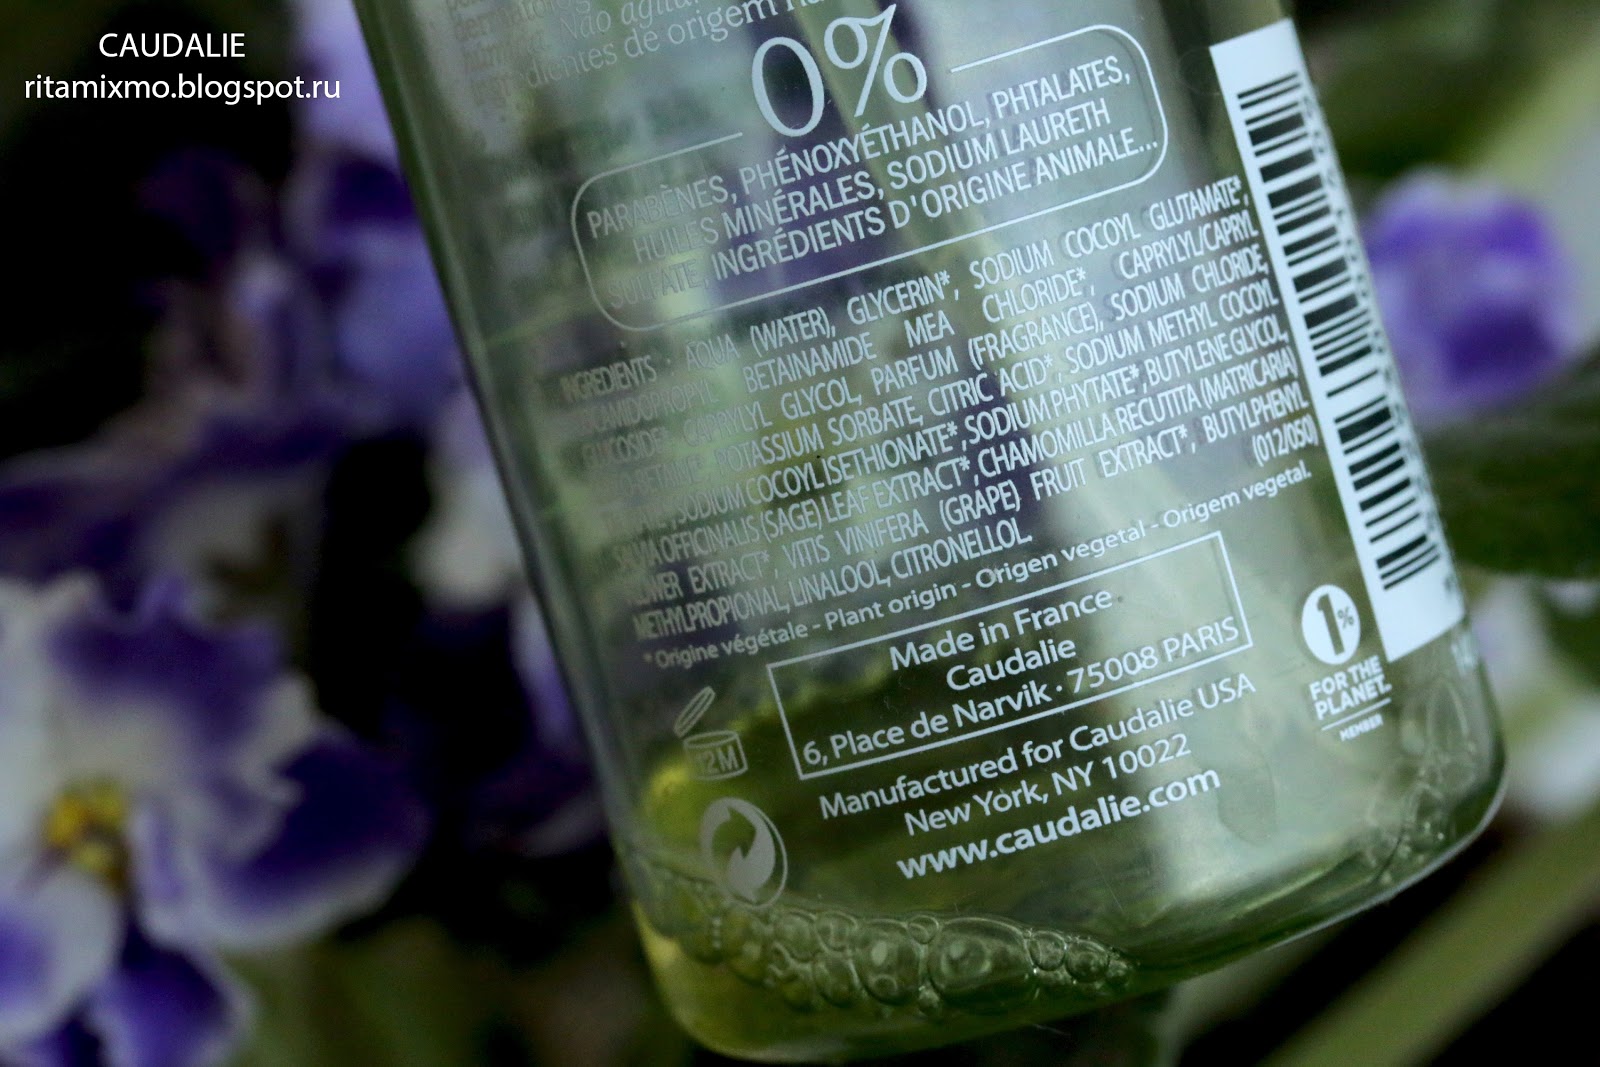 CAUDALIE
ritamixmo.blogspot.ru
Não
de origem
0%
PARABÈNES, PHÉNOXYÉTHANOL, PHTALATES,
HUILES MINÉRALES, SODIUM LAURETH
SULFATE, INGRÉDIENTS D'ORIGINE ANIMALE...
INGREDIENTS · AQUA (WATER), GLYCERIN*, SODIUM COCOYL GLUTAMATE*,
BETAINAMIDE MEA CHLORIDE*, CAPRYLYL/CAPRYL
GLUCOSIDE*, CAPRYLYL GLYCOL, PARFUM (FRAGRANCE), SODIUM CHLORIDE,
POTASSIUM SORBATE, CITRIC ACID*, SODIUM METHYL COCOYL
SODIUM COCOYL ISETHIONATE*, SODIUM PHYTATE*, BUTYLENE GLYCOL,
SALVIA OFFICINALIS (SAGE) LEAF EXTRACT*, CHAMOMILLA RECUTITA (MATRICARIA)
FLOWER EXTRACT*, VITIS VINIFERA (GRAPE) FRUIT EXTRACT*, BUTYLPHENYL
METHYLPROPIONAL, LINALOOL, CITRONELLOL. (012/050)
* Origine végétale - Plant origin - Origen vegetal - Origem vegetal.
Made in France
Caudalie
6, Place de Narvik · 75008 PARIS
12M
Manufactured for Caudalie USA
New York, NY 10022
www.caudalie.com
1%
FOR THE
PLANET.
MEMBER